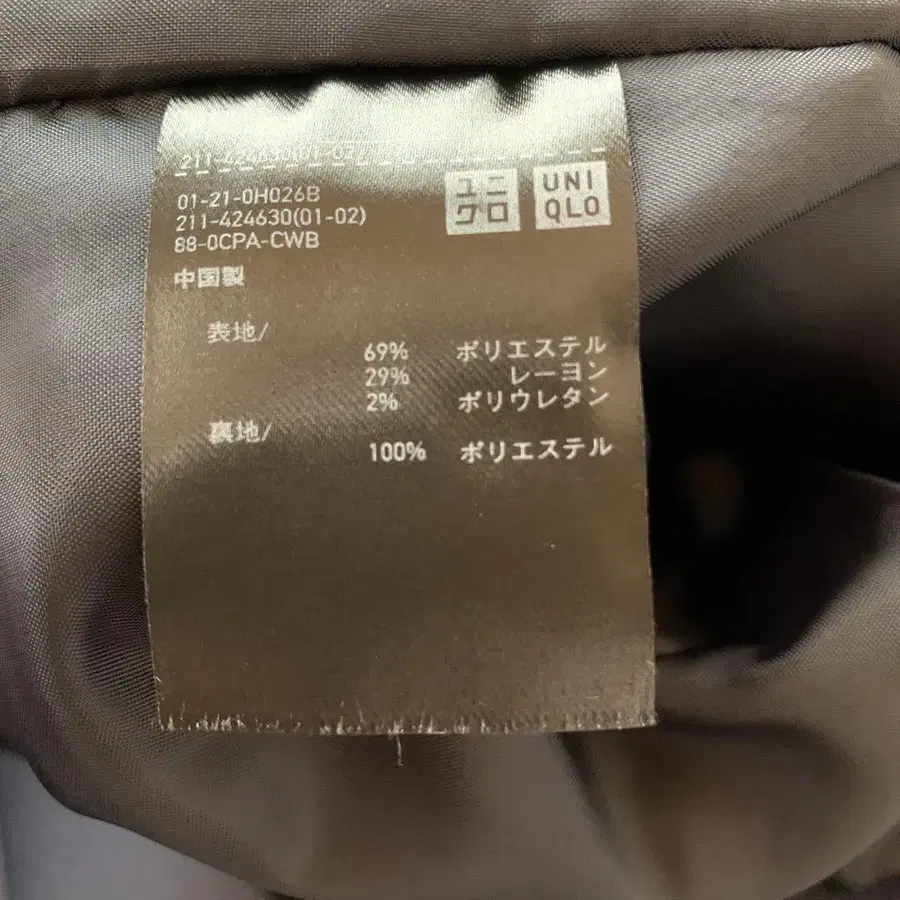 01-21-0H026B
211-424630(01-02)
88-0CPA-CWB
ユニ
クロ
UNI
QLO
中国製
表地/
69% ポリエステル
29% レーヨン
2% ポリウレタン
裏地/
100% ポリエステル